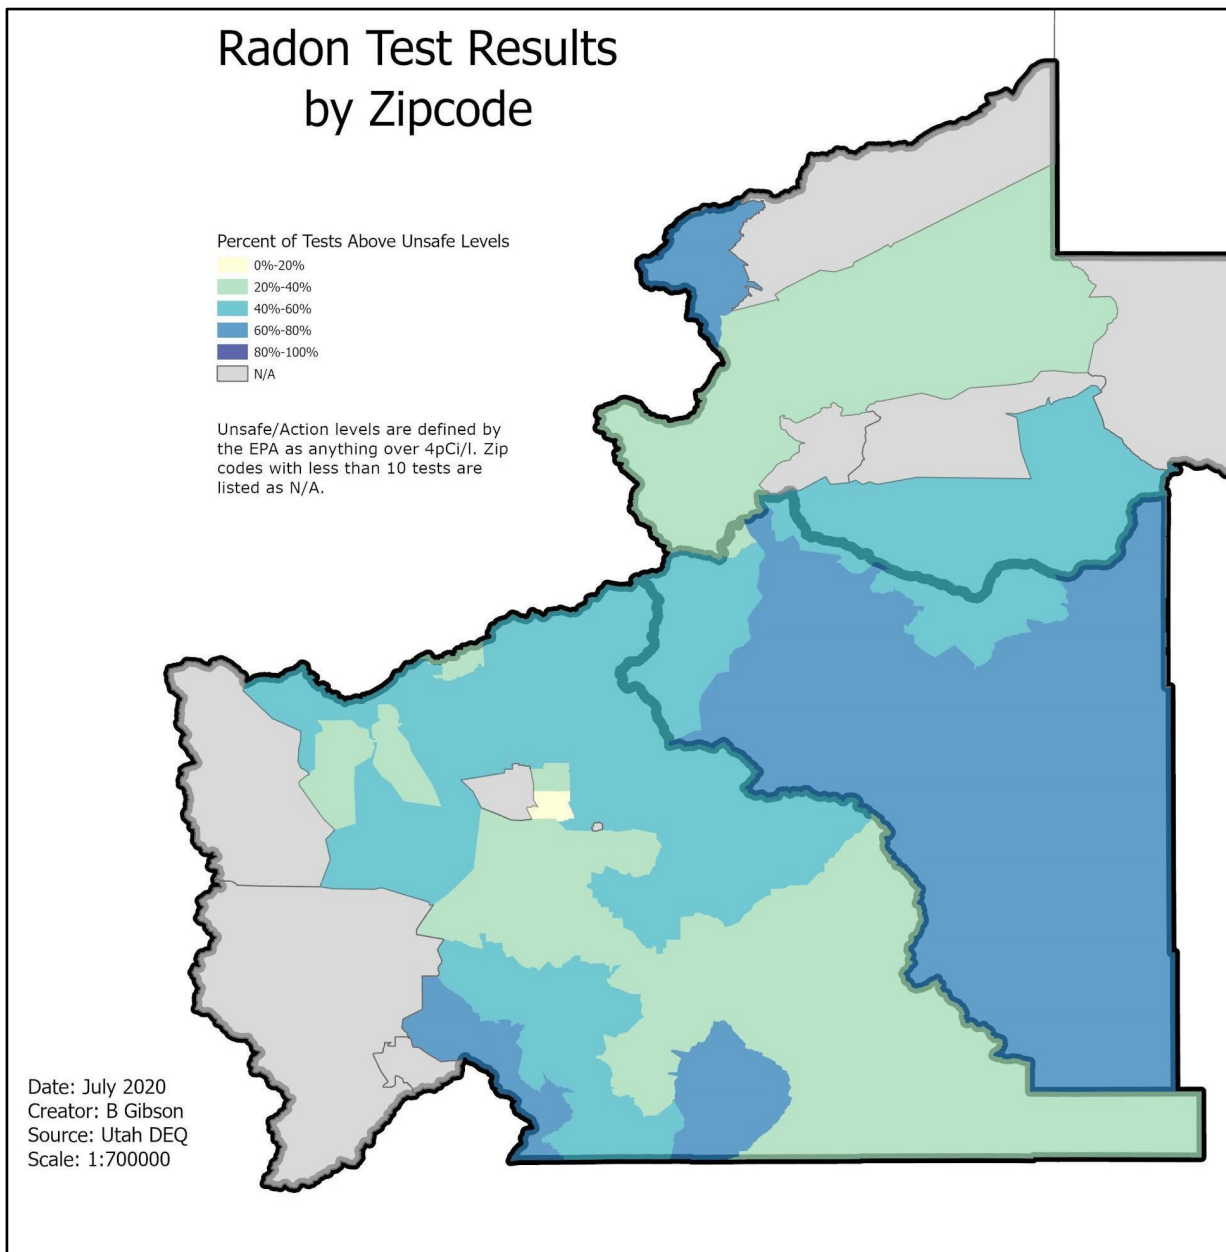 Radon Test Results
by Zipcode
Percent of Tests Above Unsafe Levels
0%-20%
20%-40%
40%-60%
60%-80%
80%-100%
N/A
Unsafe/Action levels are defined by
the EPA as anything over 4pCi/l. Zip
codes with less than 10 tests are
listed as N/A.
Date: July 2020
Creator: B Gibson
Source: Utah DEQ
Scale: 1:700000